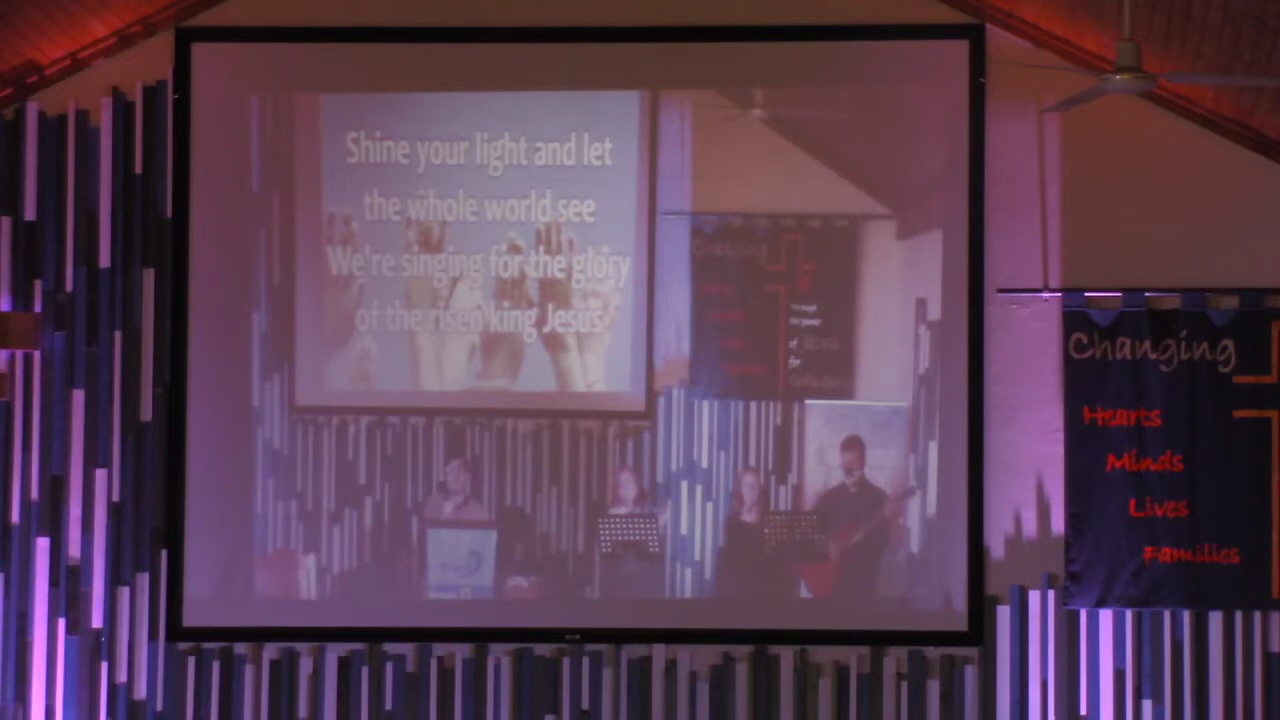 Shine your light and let
the whole world see
We're singing for the glory
of the risen king Jesus
Changing
Changing
Hearts
Minds
Lives
Families